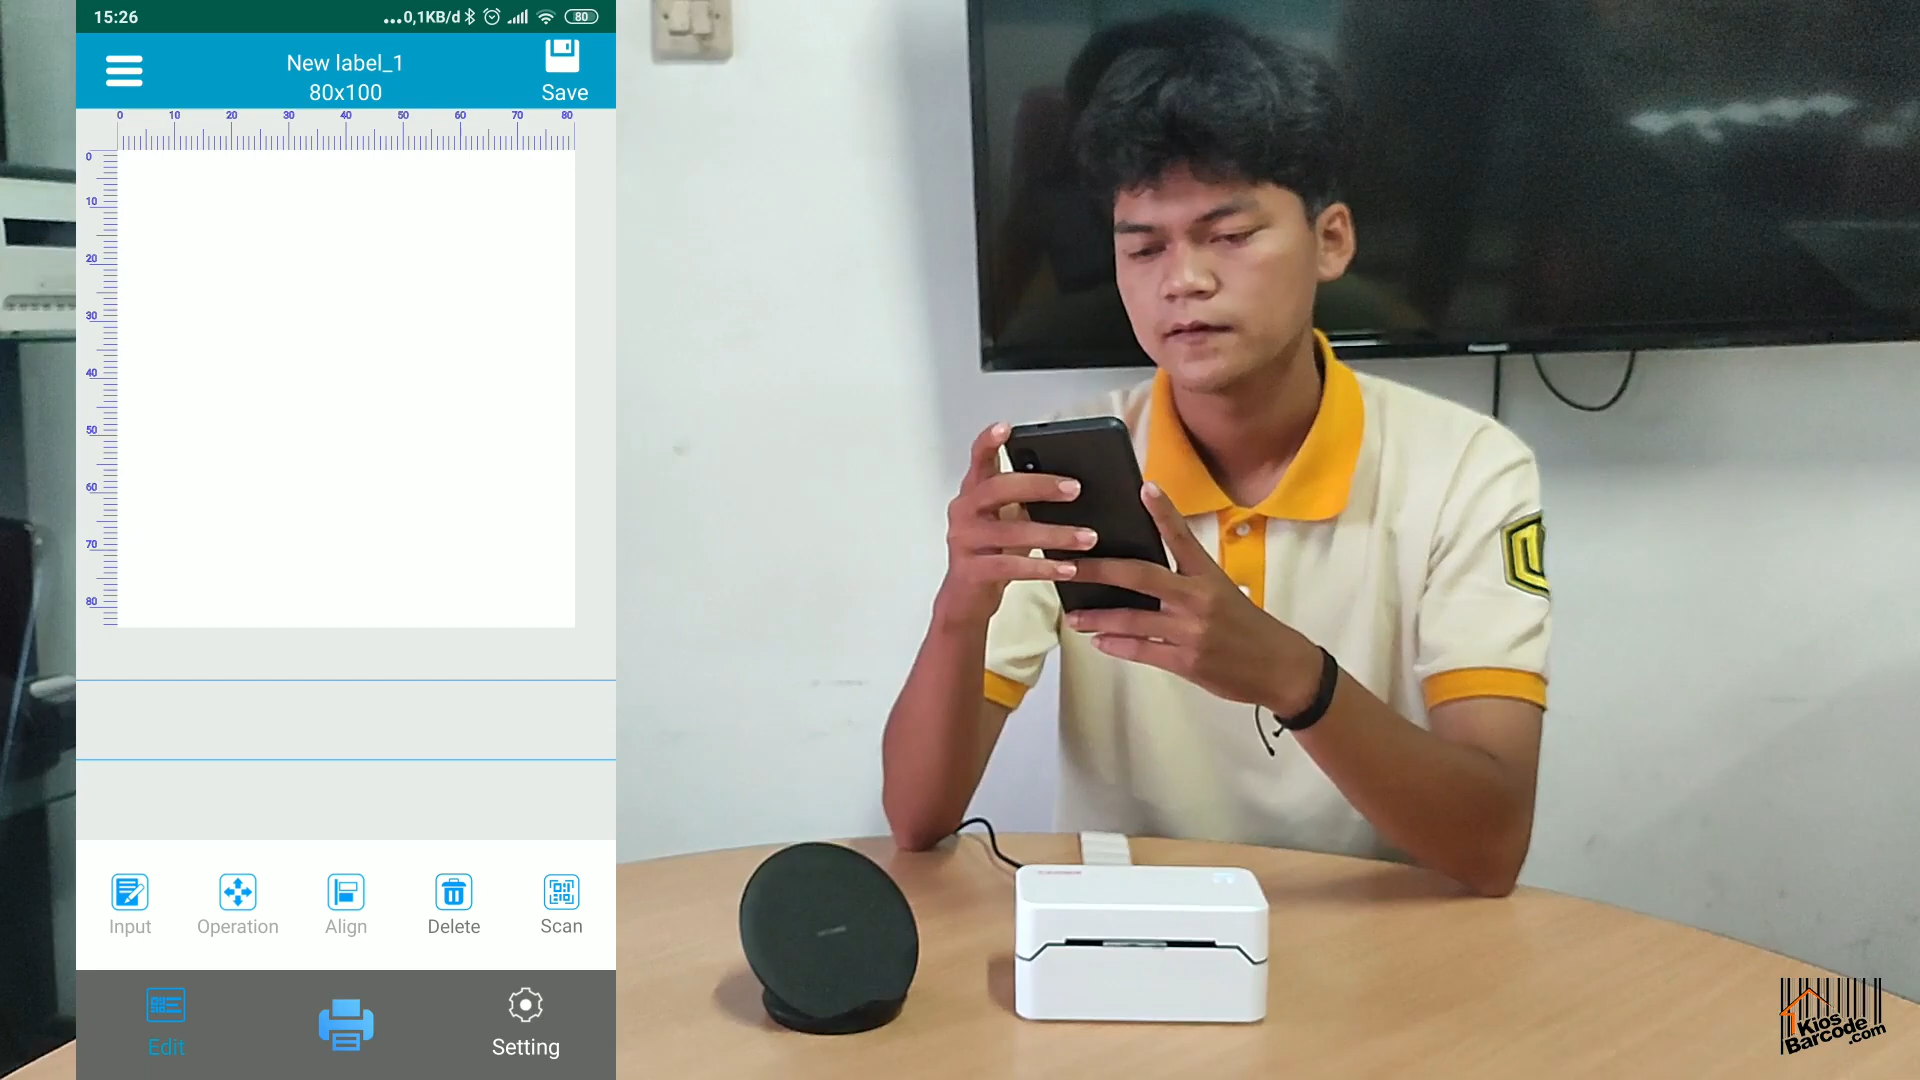 15:26
...0,1KB/d
80
New label_1
80x100
Save
0 10 20 30 40 50 60 70 80
0
10
20
30
40
50
60
70
80
Input
Operation
Align
Delete
Scan
Edit
Setting
Kios
Barcode
.com